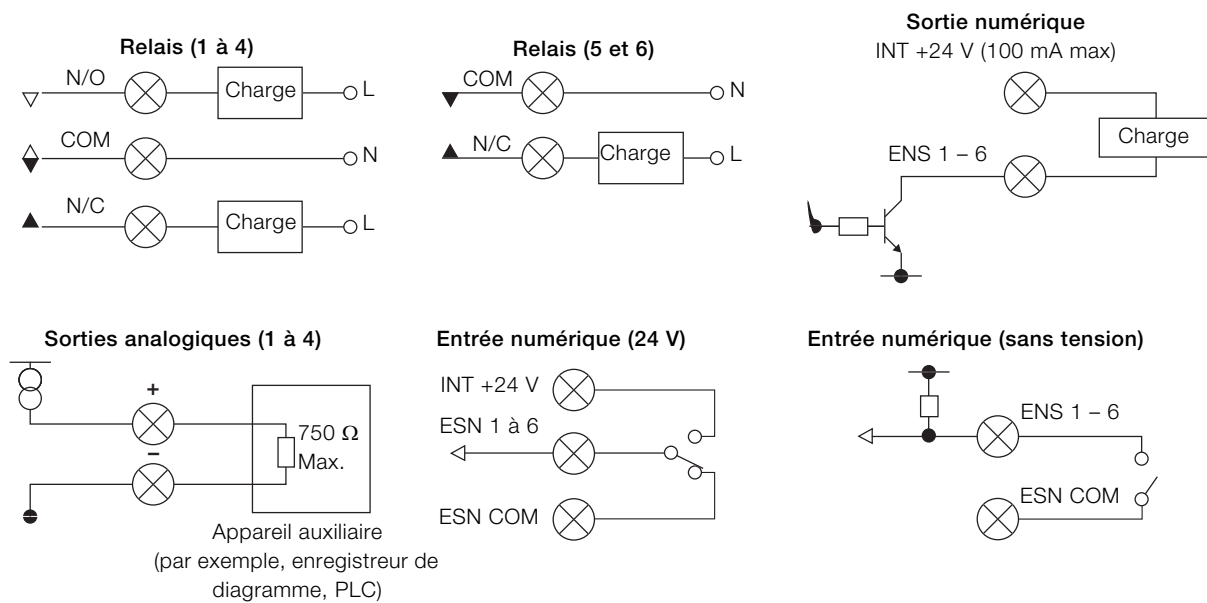 Relais (1 à 4)
N/O
Charge
L
COM
N
N/C
Charge
L
Relais (5 et 6)
COM
N
N/C
Charge
L
Sortie numérique
INT +24 V (100 mA max)
Charge
ENS 1 – 6
Sorties analogiques (1 à 4)
+
–
750 Ω
Max.
Appareil auxiliaire
(par exemple, enregistreur de
diagramme, PLC)
Entrée numérique (24 V)
INT +24 V
ESN 1 à 6
ESN COM
Entrée numérique (sans tension)
ENS 1 – 6
ESN COM